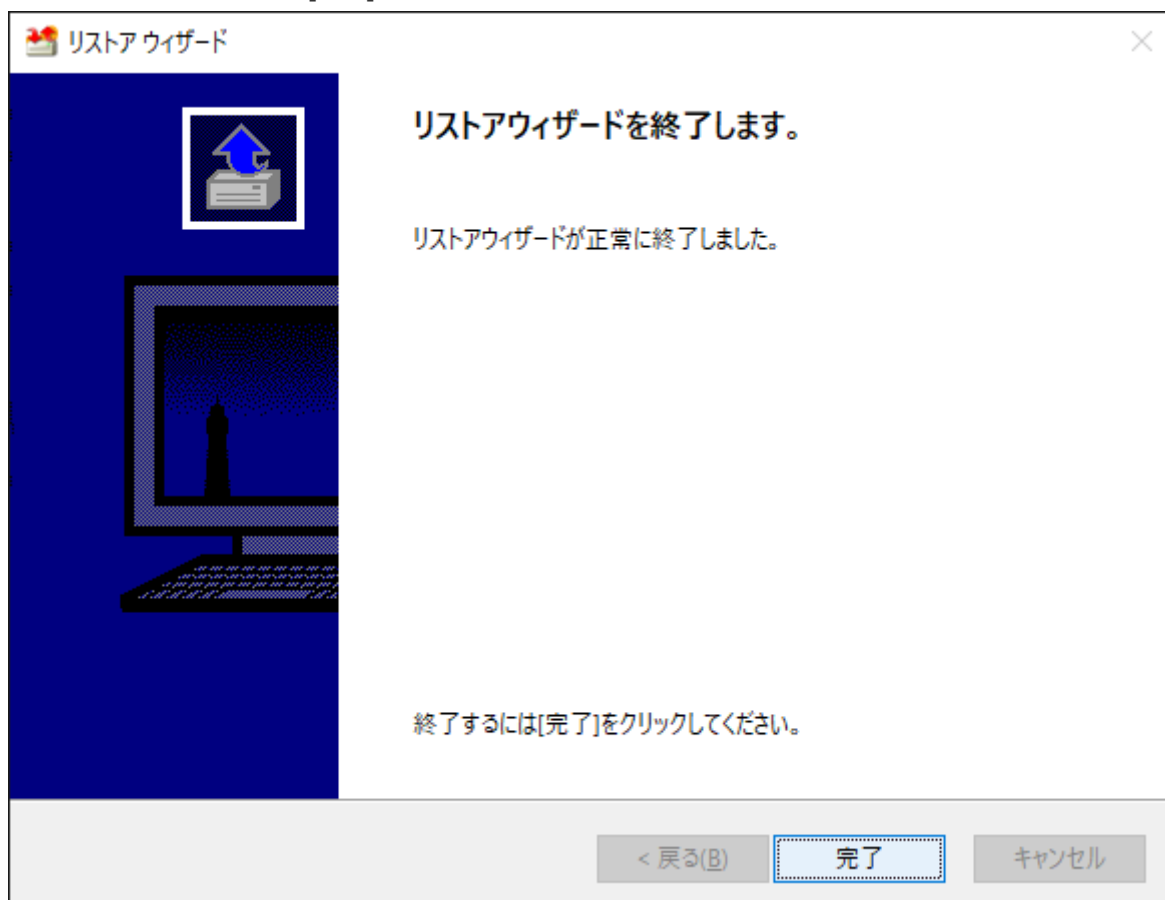 リストア ウィザード
リストアウィザードを終了します。
リストアウィザードが正常に終了しました。
終了するには[完了]をクリックしてください。
< 戻る(B)
完了
キャンセル